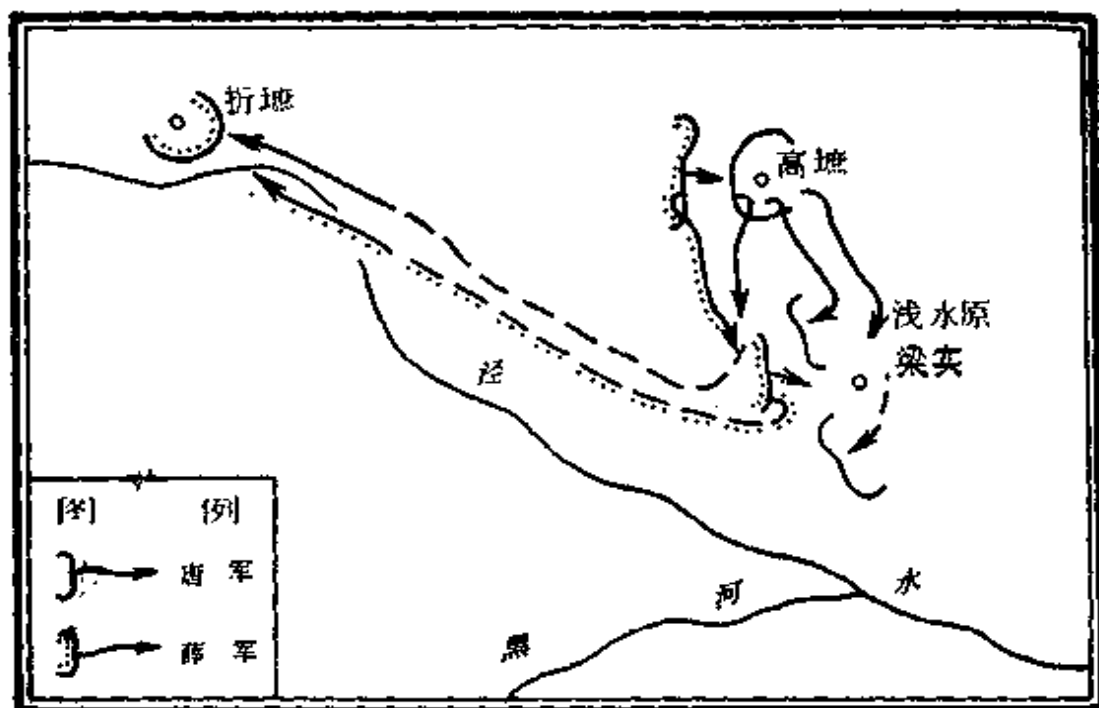 折墌
高墌
浅水原
梁实
泾
水
河
黑
图 例
唐军
薛军